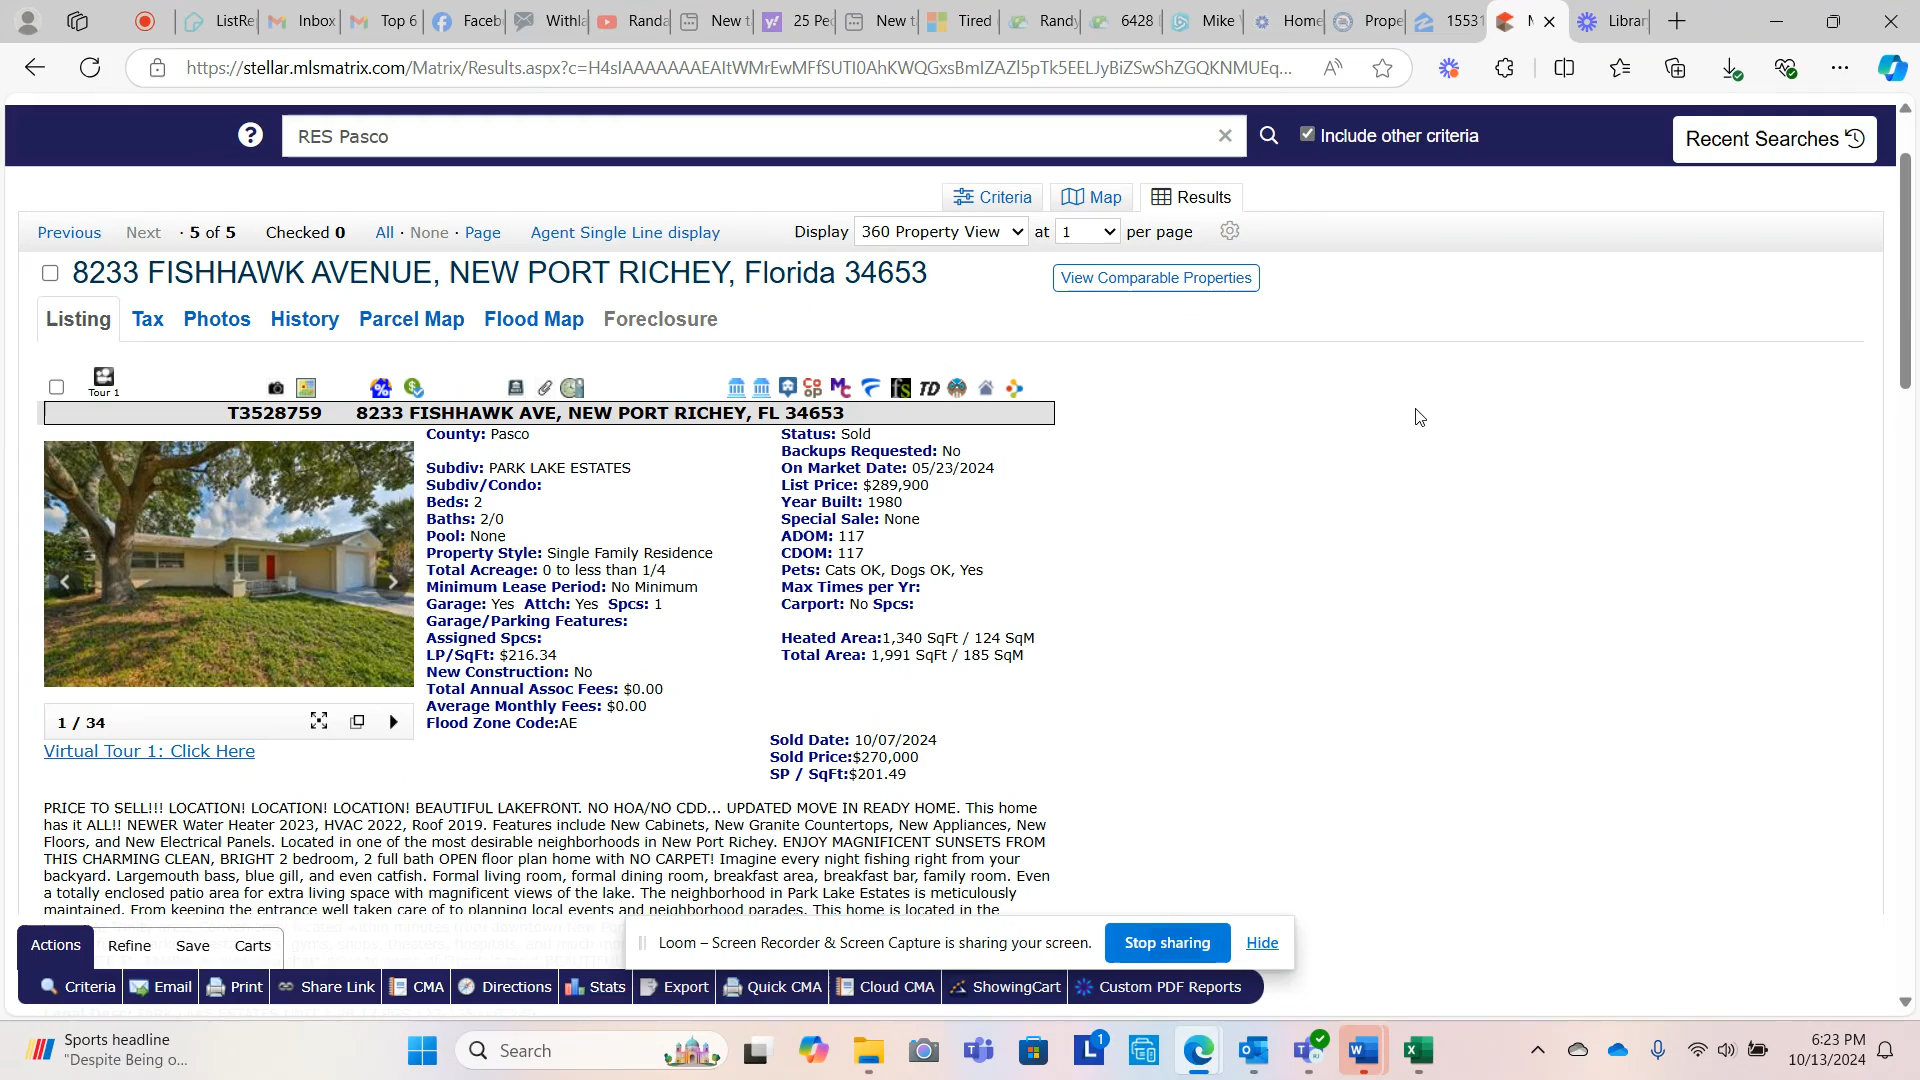 ListRe
Inbox
Top 6
Faceb
Withla
Randa
New t
25 Pec
New t
Tired
Randy
6428
Mike
Home
Prope
15531
Librar
https://stellar.mlsmatrix.com/Matrix/Results.aspx?c=H4sIAAAAAAAEAItWMrEwMFfSUTI0AhKWQGxsBmIZAZI5pTk5EELJyBiZSwShZGQKNMUEq...
RES Pasco
Include other criteria
Recent Searches
Criteria
Map
Results
Previous Next · 5 of 5 Checked 0 All · None · Page Agent Single Line display Display 360 Property View at 1 per page
8233 FISHHAWK AVENUE, NEW PORT RICHEY, Florida 34653
View Comparable Properties
Listing Tax Photos History Parcel Map Flood Map Foreclosure
Tour 1
T3528759 8233 FISHHAWK AVE, NEW PORT RICHEY, FL 34653
County: Pasco
Subdiv: PARK LAKE ESTATES
Subdiv/Condo:
Beds: 2
Baths: 2/0
Pool: None
Property Style: Single Family Residence
Total Acreage: 0 to less than 1/4
Minimum Lease Period: No Minimum
Garage: Yes Attch: Yes Spcs: 1
Garage/Parking Features:
Assigned Spcs:
LP/SqFt: $216.34
New Construction: No
Total Annual Assoc Fees: $0.00
Average Monthly Fees: $0.00
Flood Zone Code:AE
Status: Sold
Backups Requested: No
On Market Date: 05/23/2024
List Price: $289,900
Year Built: 1980
Special Sale: None
ADOM: 117
CDOM: 117
Pets: Cats OK, Dogs OK, Yes
Max Times per Yr:
Carport: No Spcs:
Heated Area:1,340 SqFt / 124 SqM
Total Area: 1,991 SqFt / 185 SqM
Sold Date: 10/07/2024
Sold Price:$270,000
SP / SqFt:$201.49
1 / 34
Virtual Tour 1: Click Here
PRICE TO SELL!!! LOCATION! LOCATION! LOCATION! BEAUTIFUL LAKEFRONT. NO HOA/NO CDD... UPDATED MOVE IN READY HOME. This home
has it ALL!! NEWER Water Heater 2023, HVAC 2022, Roof 2019. Features include New Cabinets, New Granite Countertops, New Appliances, New
Floors, and New Electrical Panels. Located in one of the most desirable neighborhoods in New Port Richey. ENJOY MAGNIFICENT SUNSETS FROM
THIS CHARMING CLEAN, BRIGHT 2 bedroom, 2 full bath OPEN floor plan home with NO CARPET! Imagine every night fishing right from your
backyard. Largemouth bass, blue gill, and even catfish. Formal living room, formal dining room, breakfast area, breakfast bar, family room. Even
a totally enclosed patio area for extra living space with magnificent views of the lake. The neighborhood in Park Lake Estates is meticulously
maintained. From keeping the entrance well taken care of to planning local events and neighborhood parades. This home is located in the
Loom – Screen Recorder & Screen Capture is sharing your screen.
Stop sharing
Hide
Actions Refine Save Carts
Criteria Email Print Share Link CMA Directions Stats Export Quick CMA Cloud CMA ShowingCart Custom PDF Reports
Sports headline
"Despite Being o...
Search
1
6:23 PM
10/13/2024